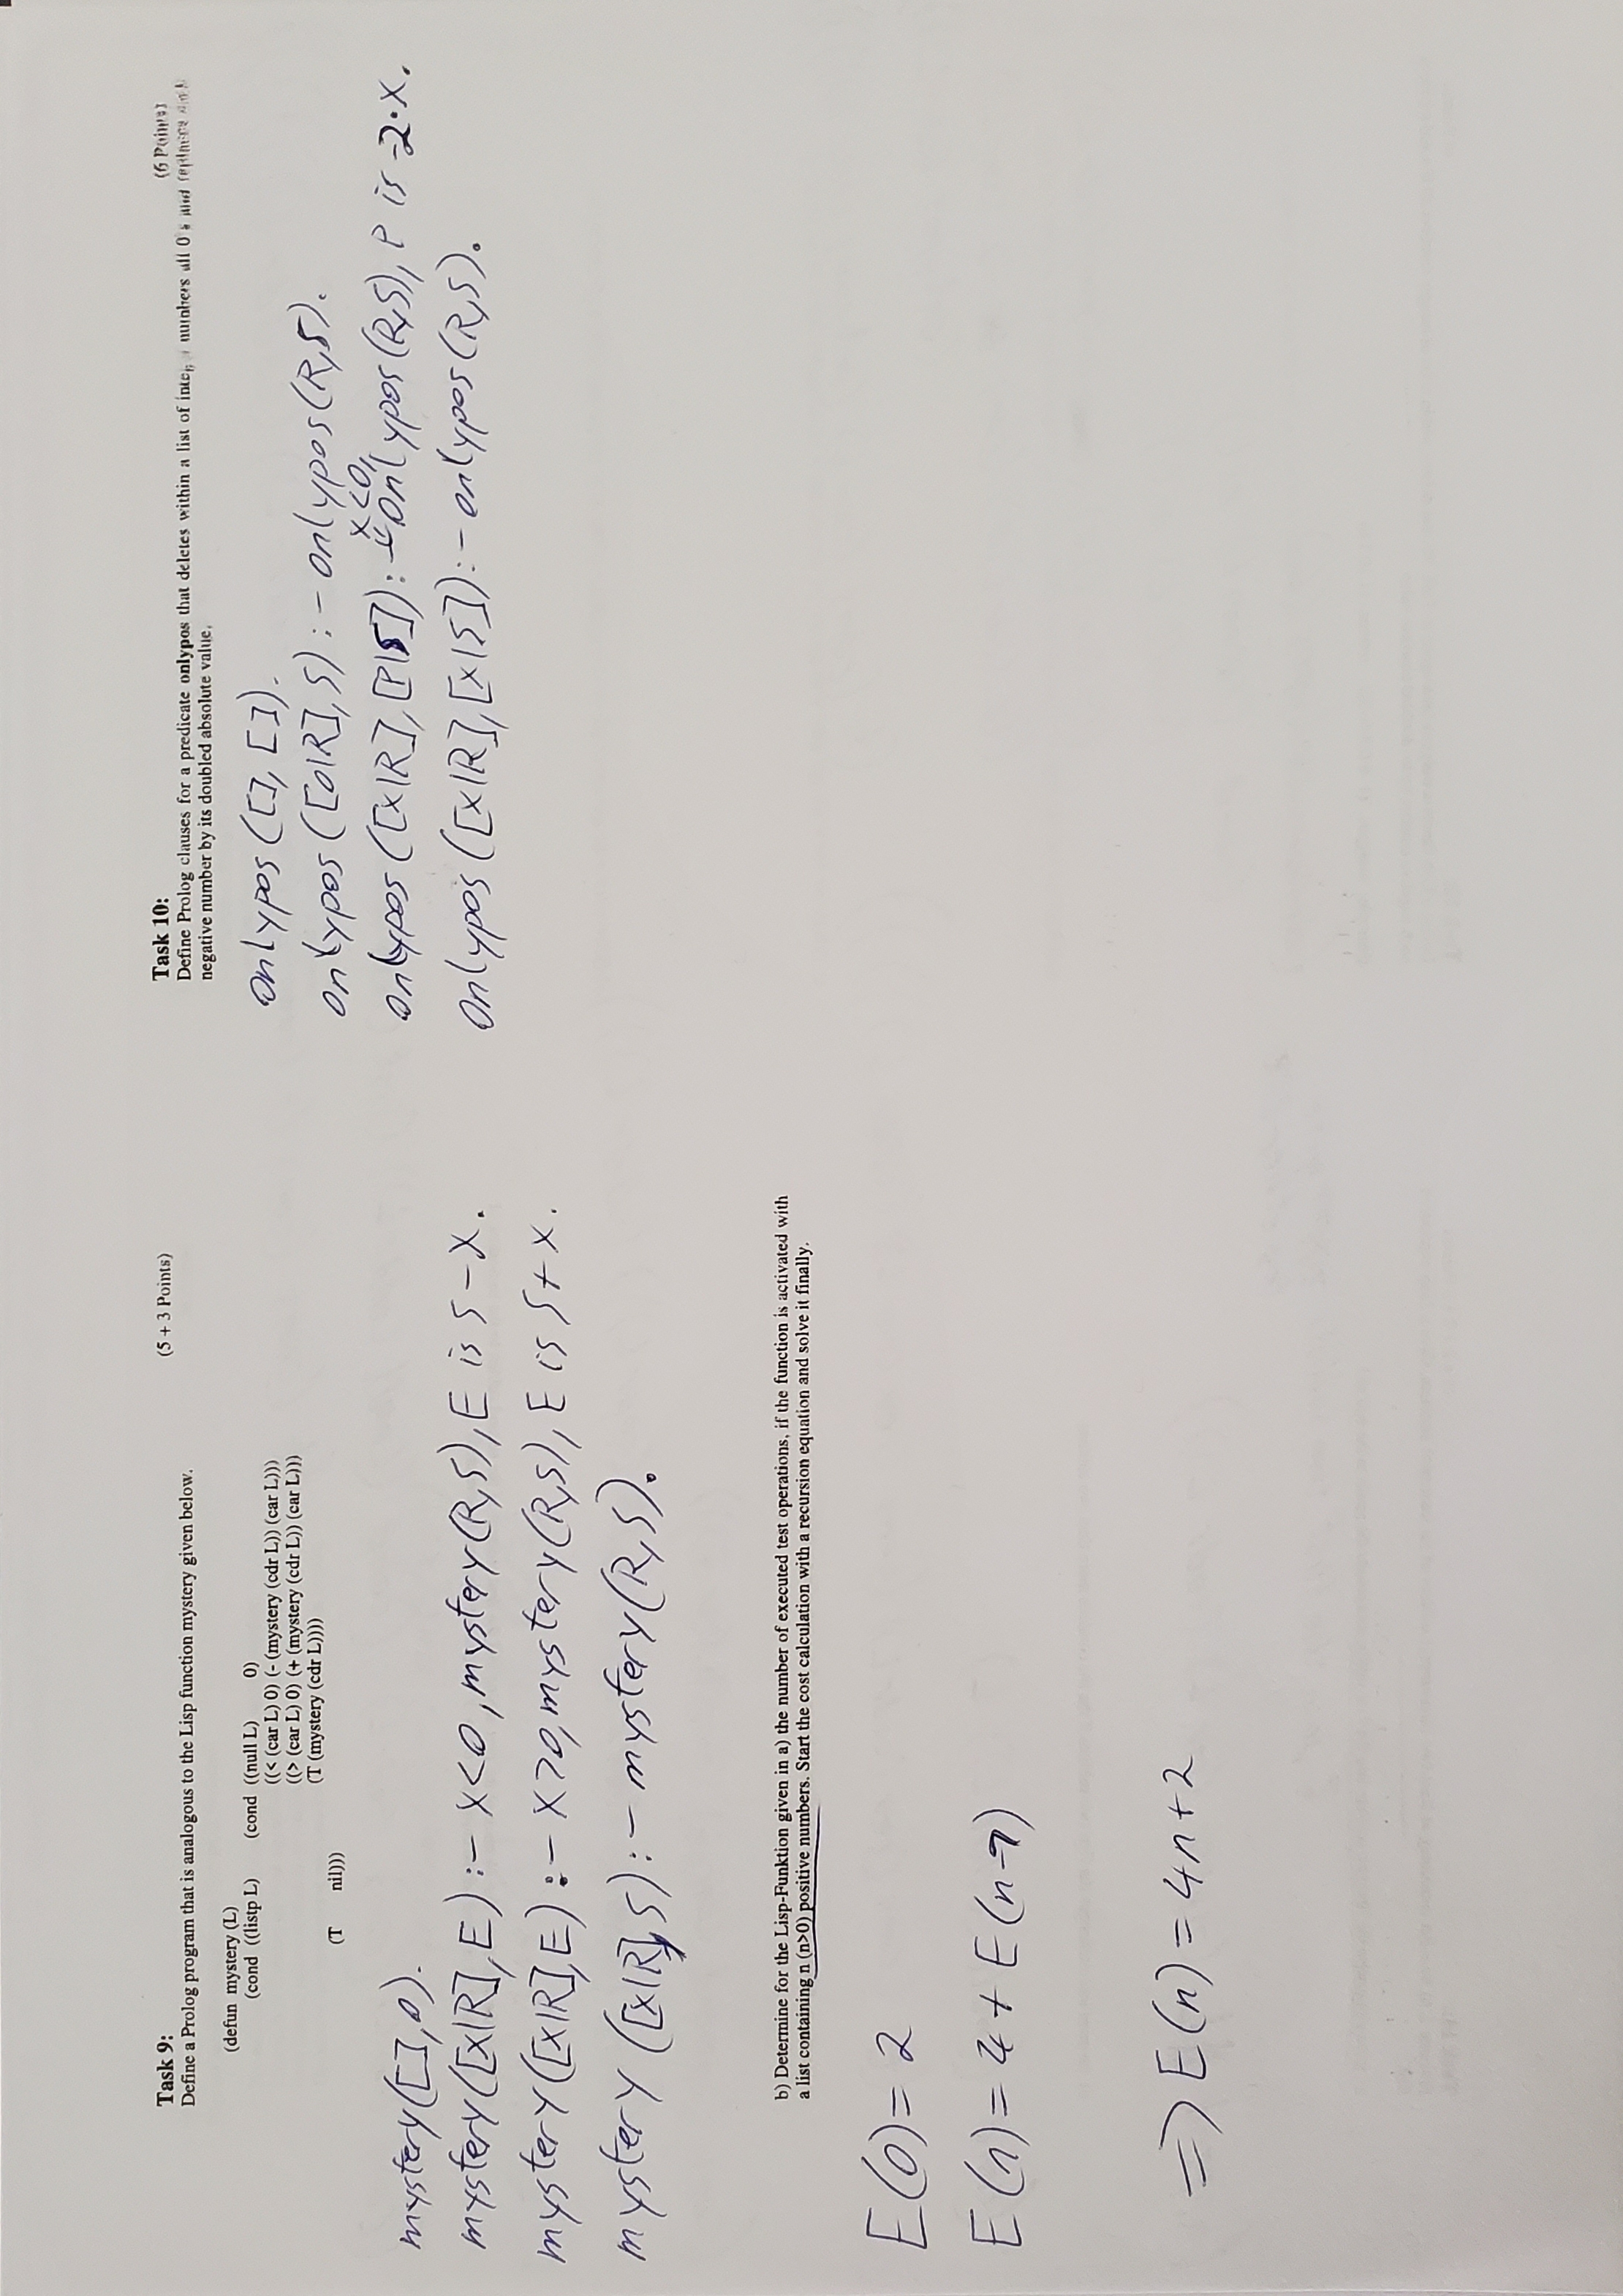 Task 9: (5 + 3 Points)
Define a Prolog program that is analogous to the Lisp function mystery given below.
(defun mystery (L)
(cond ((listp L) (cond ((null L) 0)
((< (car L) 0) (- (mystery (cdr L)) (car L)))
((> (car L) 0) (+ (mystery (cdr L)) (car L)))
(T (mystery (cdr L))))
(T nil)))
mystery([],0).
mystery([X|R],E) :- X<0, mystery(R,S), E is S-X.
mystery([X|R],E) :- X>0, mystery(R,S), E is S+X.
mystery([X|R],S) :- mystery(R,S).
b) Determine for the Lisp-Funktion given in a) the number of executed test operations, if the function is activated with
a list containing n (n>0) positive numbers. Start the cost calculation with a recursion equation and solve it finally.
E(0) = 2
E(n) = 4 + E(n-1)
=> E(n) = 4n+2
Task 10: (6 Points)
Define Prolog clauses for a predicate onlypos that deletes within a list of numbers all 0's and
negative number by its doubled absolute value.
onlypos([],[]).
onlypos([0|R],S) :- onlypos(R,S).
X<0,
onlypos([X|R],[P|S]) :- onlypos(R,S), P is -2·X.
onlypos([X|R],[X|S]) :- onlypos(R,S).